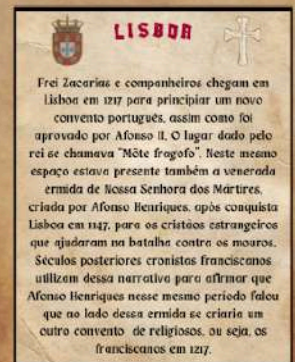 LISBOA
Frei Zacarias e companheiros chegam em
Lisboa em 1217 para principiar um novo
convento português, assim como foi
aprovado por Afonso II. O lugar dado pelo
rei se chamava "Môte fragofo". Neste mesmo
espaço estava presente também a venerada
ermida de Nossa Senhora dos Mártires,
criada por Afonso Henriques, após conquista
Lisboa em 1147, para os cristãos estrangeiros
que ajudaram na batalha contra os mouros.
Séculos posteriores cronistas franciscanos
utilizam dessa narrativa para afirmar que
Afonso Henriques nesse mesmo período falou
que ao lado dessa ermida se criaria um
outro convento de religiosos, ou seja, os
franciscanos em 1217.